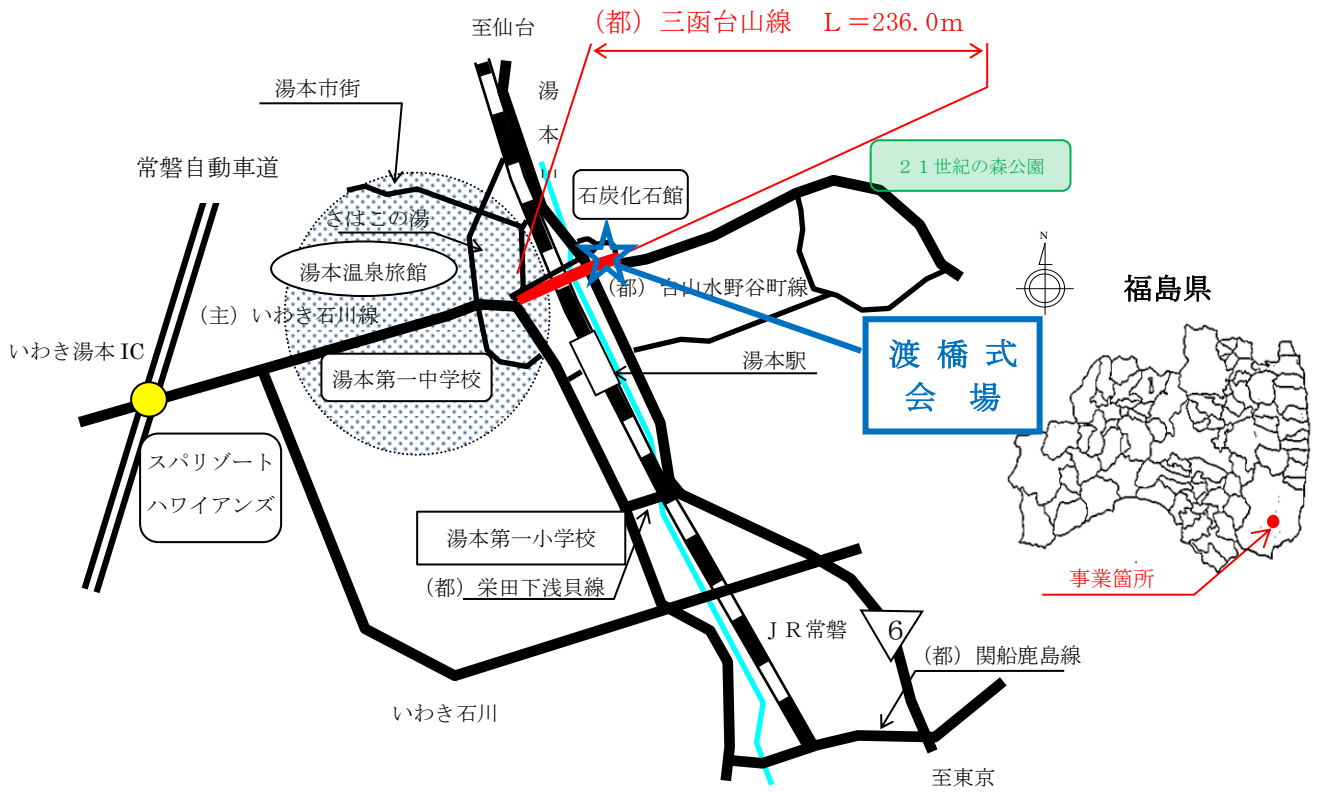 至仙台
（都）三函台山線　Ｌ＝236.0m
湯本市街
湯
本
常磐自動車道
２１世紀の森公園
石炭化石館
さはこの湯
湯本温泉旅館
N
（都）台山水野谷町線
福島県
（主）いわき石川線
いわき湯本 IC
湯本駅
渡 橋 式
会　場
湯本第一中学校
スパリゾート
ハワイアンズ
湯本第一小学校
（都）栄田下浅貝線
事業箇所
ＪＲ常磐
6
（都）関船鹿島線
いわき石川
至東京